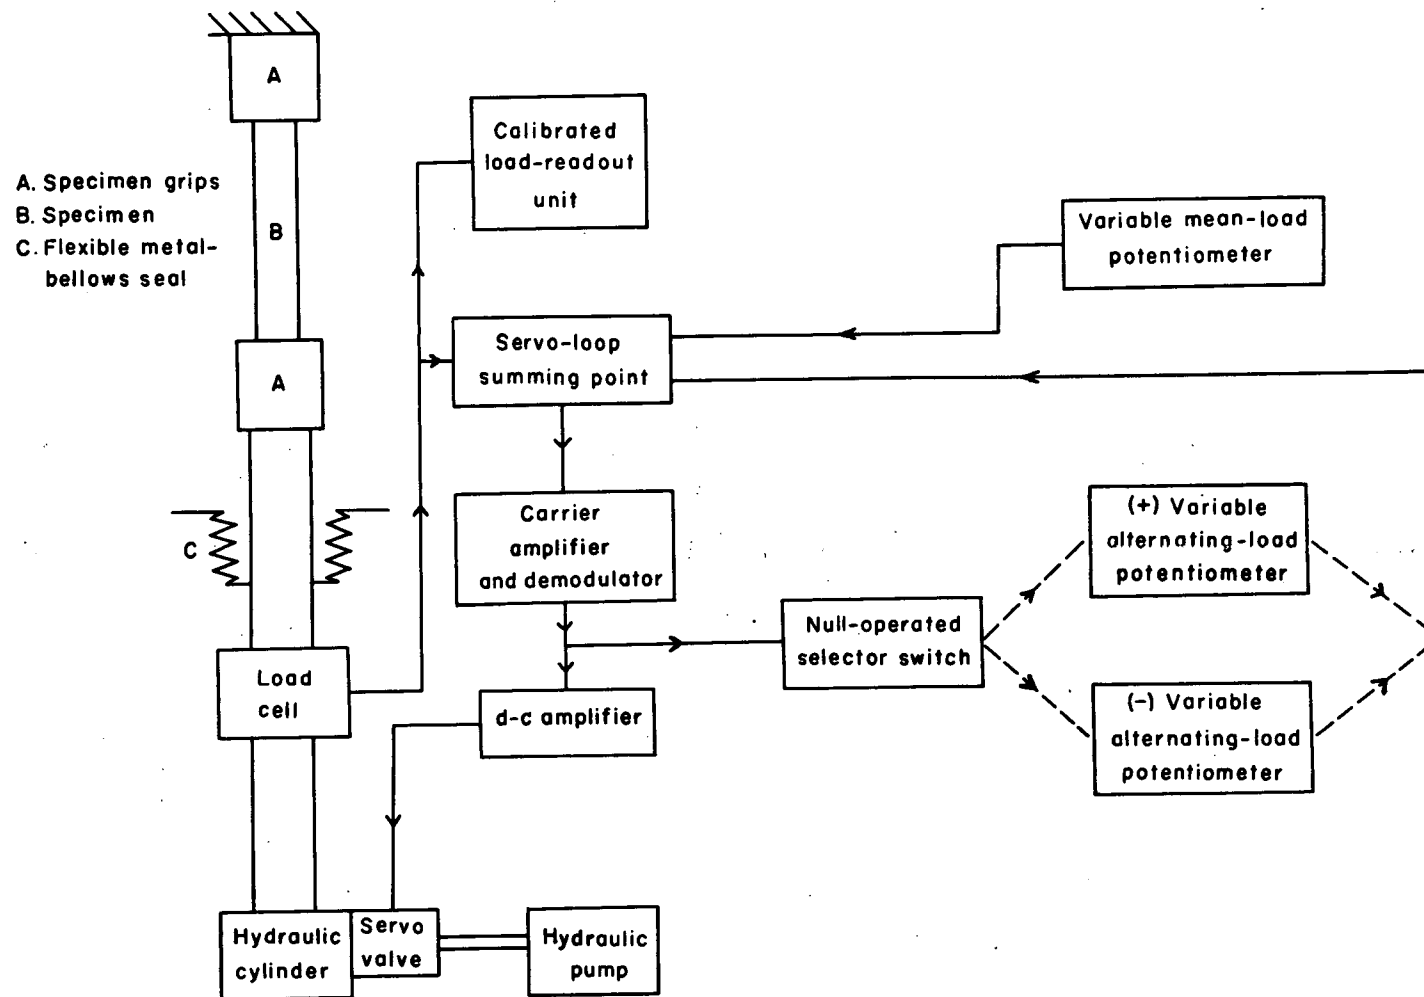 A
A. Specimen grips
B. Specimen
C. Flexible metal-
bellows seal
B
A
C
Load
cell
Hydraulic
cylinder
Servo
valve
Hydraulic
pump
Calibrated
load-readout
unit
Servo-loop
summing point
Carrier
amplifier
and demodulator
d-c amplifier
Variable mean-load
potentiometer
Null-operated
selector switch
(+) Variable
alternating-load
potentiometer
(-) Variable
alternating-load
potentiometer